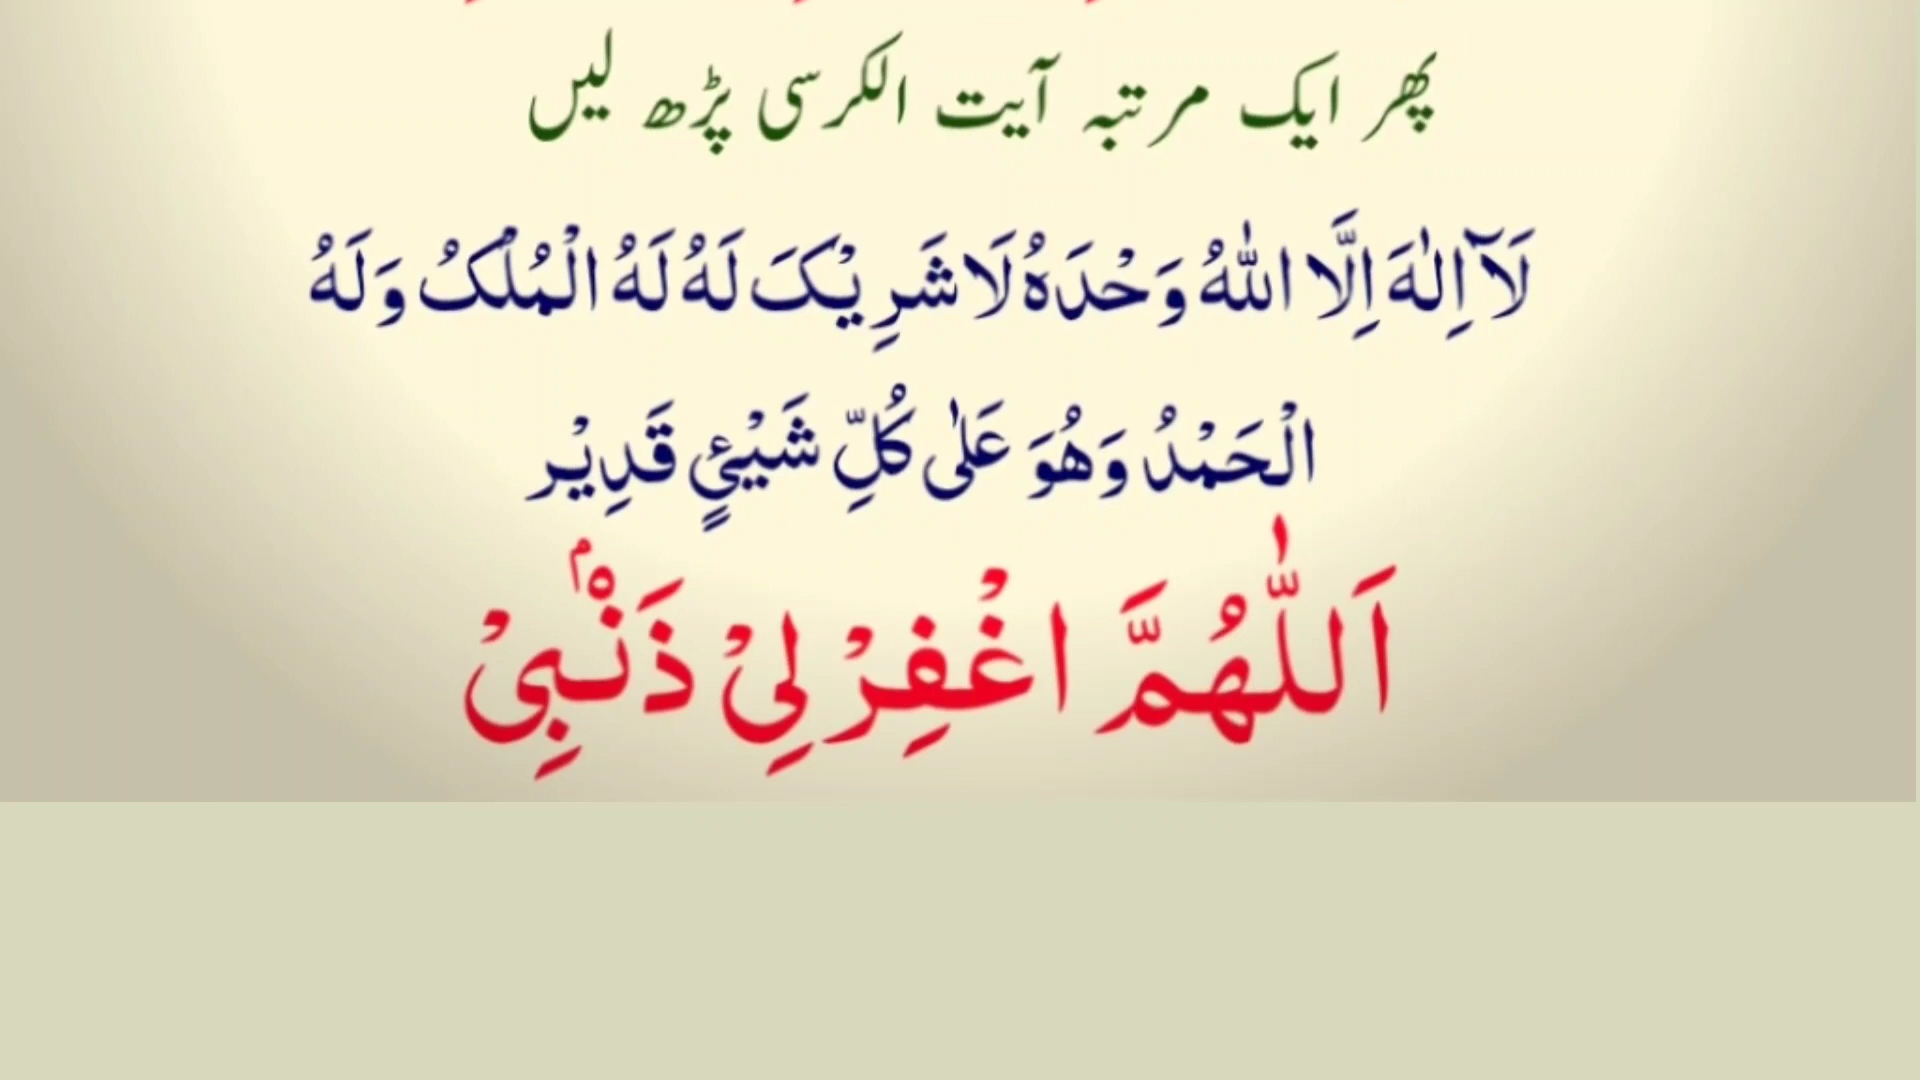 پھر ایک مرتبہ آیت الکرسی پڑھ لیں
لَآ اِلٰہَ اِلَّا اللّٰہُ وَحْدَہُ لَا شَرِیْکَ لَہُ لَہُ الْمُلْکُ وَلَہُ
الْحَمْدُ وَھُوَ عَلٰی کُلِّ شَیْئٍ قَدِیْر
اَللّٰھُمَّ اغْفِرْ لِیْ ذَنْۢبِیْ